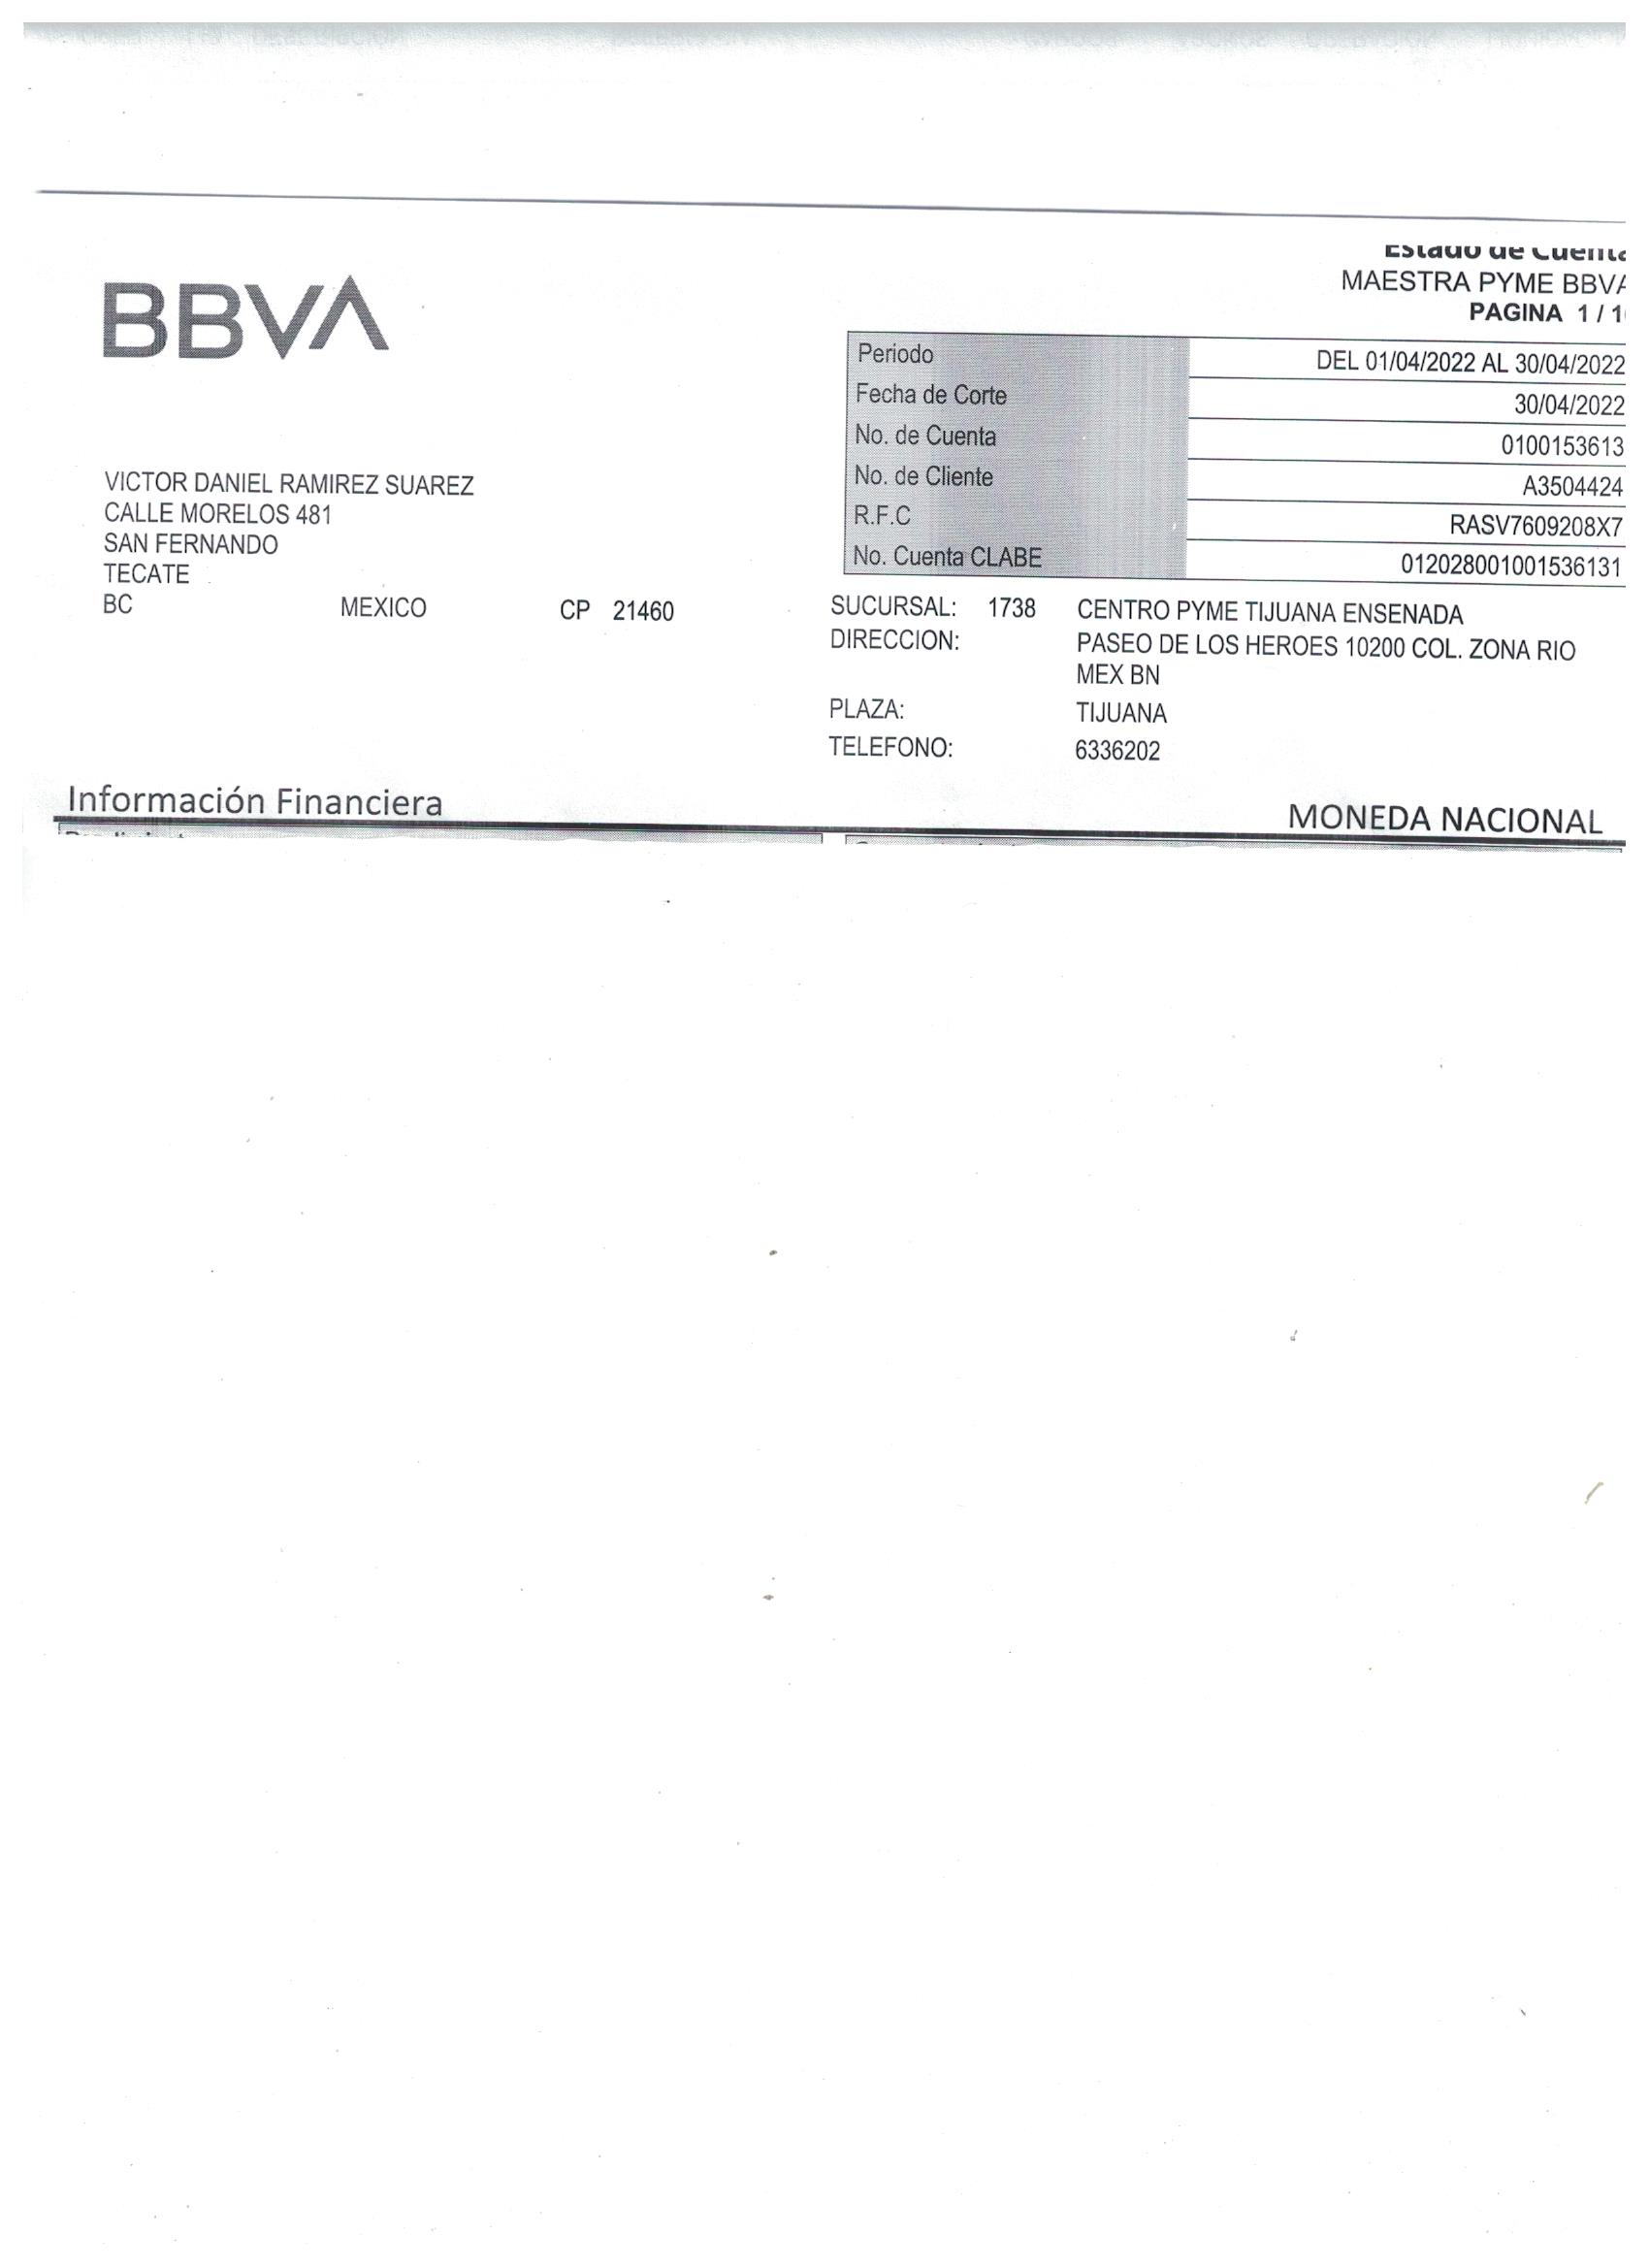 BBVA
Estado de Cuenta
MAESTRA PYME BBVA
PAGINA 1 /
Periodo DEL 01/04/2022 AL 30/04/2022
Fecha de Corte 30/04/2022
No. de Cuenta 0100153613
No. de Cliente A3504424
R.F.C RASV7609208X7
No. Cuenta CLABE 012028001001536131
VICTOR DANIEL RAMIREZ SUAREZ
CALLE MORELOS 481
SAN FERNANDO
TECATE
BC MEXICO CP 21460
SUCURSAL: 1738 CENTRO PYME TIJUANA ENSENADA
DIRECCION: PASEO DE LOS HEROES 10200 COL. ZONA RIO
MEX BN
PLAZA: TIJUANA
TELEFONO: 6336202
Información Financiera MONEDA NACIONAL